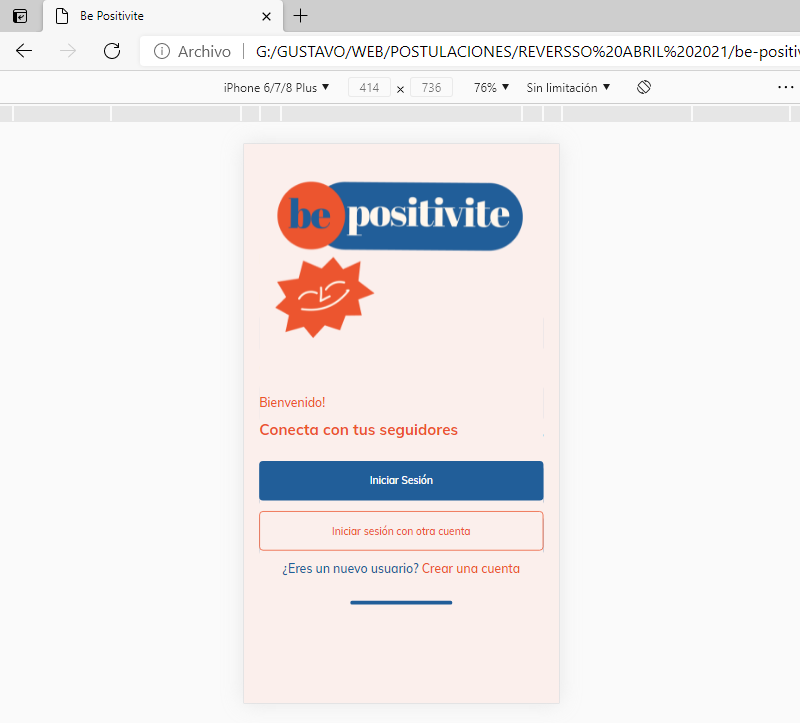 Be Positivite
Archivo G:/GUSTAVO/WEB/POSTULACIONES/REVERSSO%20ABRIL%202021/be-positiv
iPhone 6/7/8 Plus ▼ 414 × 736 76% ▼ Sin limitación ▼
be positivite
Bienvenido!
Conecta con tus seguidores
Iniciar Sesión
Iniciar sesión con otra cuenta
¿Eres un nuevo usuario? Crear una cuenta